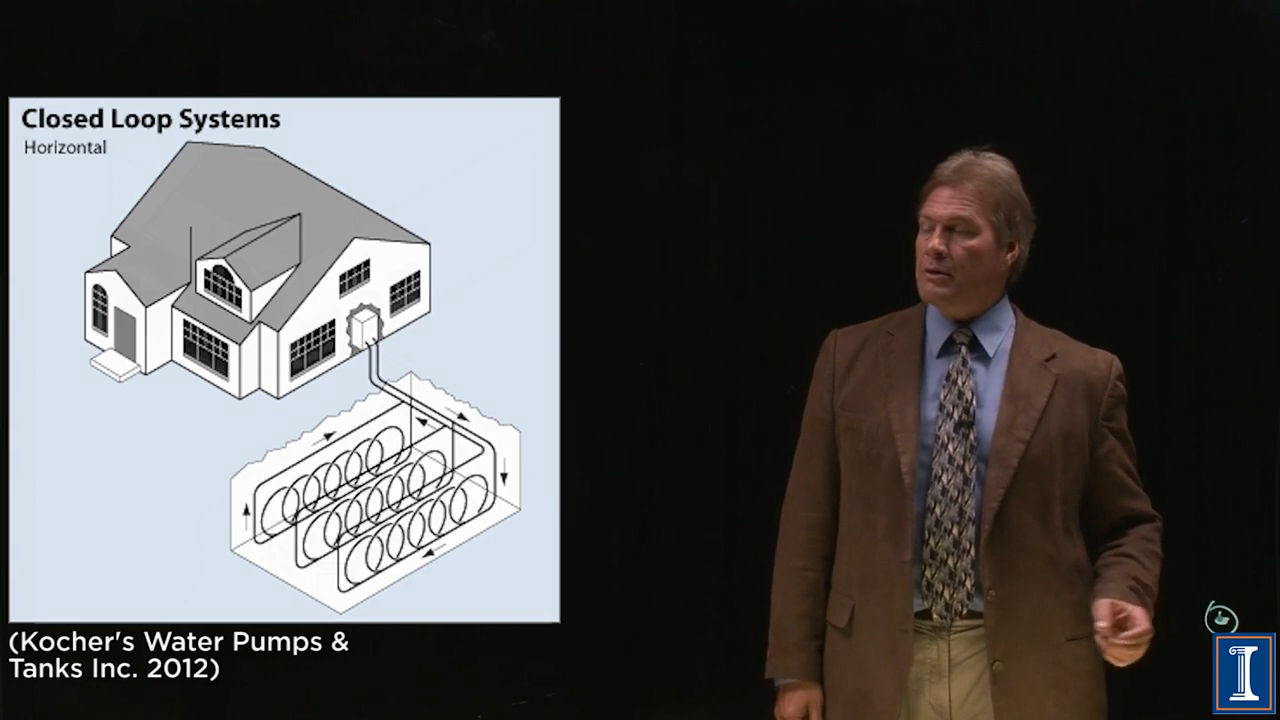 Closed Loop Systems
Horizontal
(Kocher's Water Pumps &
Tanks Inc. 2012)
I